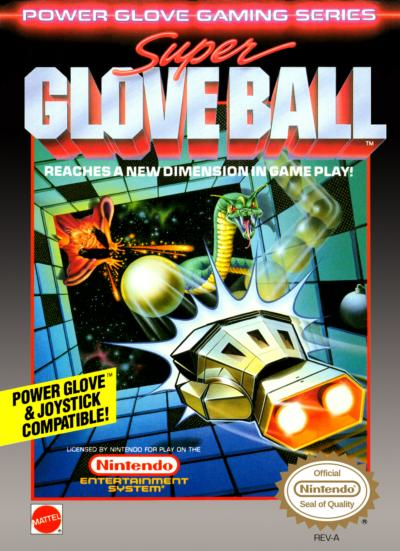 POWER GLOVE GAMING SERIES
Super
GLOVE BALL
TM
REACHES A NEW DIMENSION IN GAME PLAY!
POWER GLOVE™
& JOYSTICK
COMPATIBLE!
LICENSED BY NINTENDO FOR PLAY ON THE
Nintendo
ENTERTAINMENT
SYSTEM®
Official
Nintendo
Seal of Quality
MATTEL
REV-A